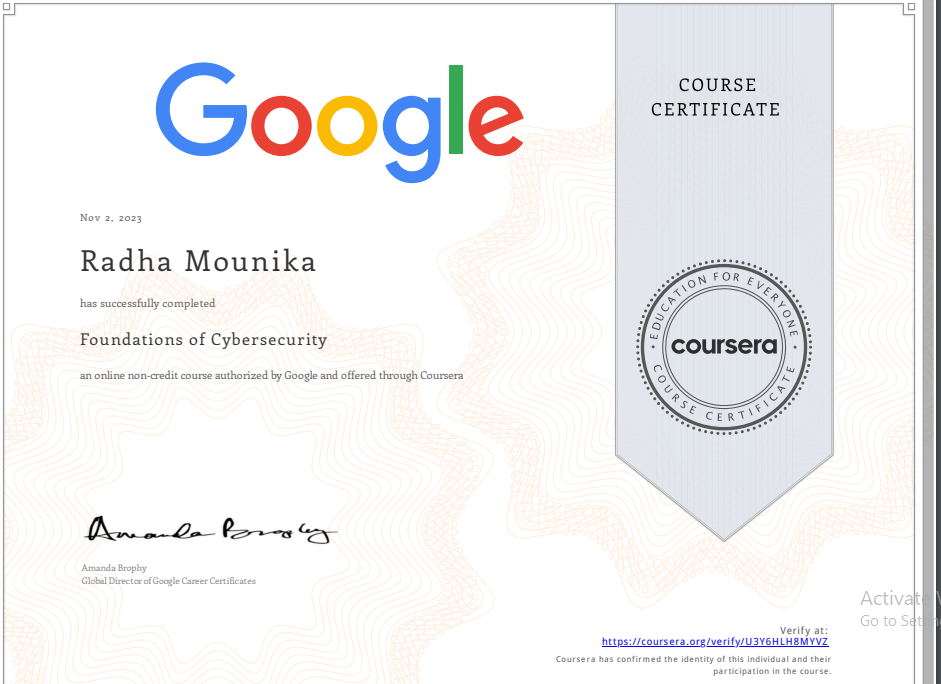 Google
COURSE
CERTIFICATE
Nov 2, 2023
Radha Mounika
has successfully completed
Foundations of Cybersecurity
an online non-credit course authorized by Google and offered through Coursera
EDUCATION FOR EVERYONE
coursera
COURSE CERTIFICATE
Amanda Brophy
Amanda Brophy
Global Director of Google Career Certificates
Activate
Go to
Verify at:
https://coursera.org/verify/U3Y6HLH8MYVZ
Coursera has confirmed the identity of this individual and their
participation in the course.